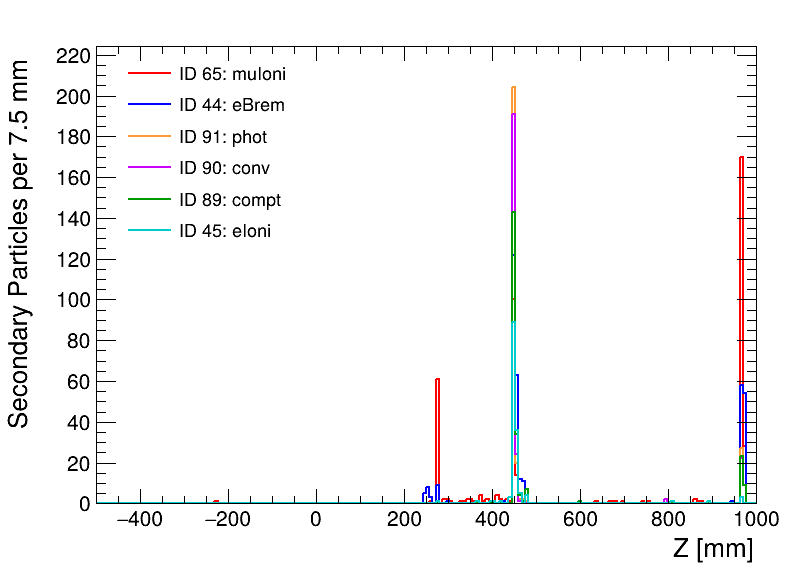 Secondary Particles per 7.5 mm
220
200
180
160
140
120
100
80
60
40
20
0
ID 65: muIoni
ID 44: eBrem
ID 91: phot
ID 90: conv
ID 89: compt
ID 45: eIoni
−400
−200
0
200
400
600
800
1000
Z [mm]